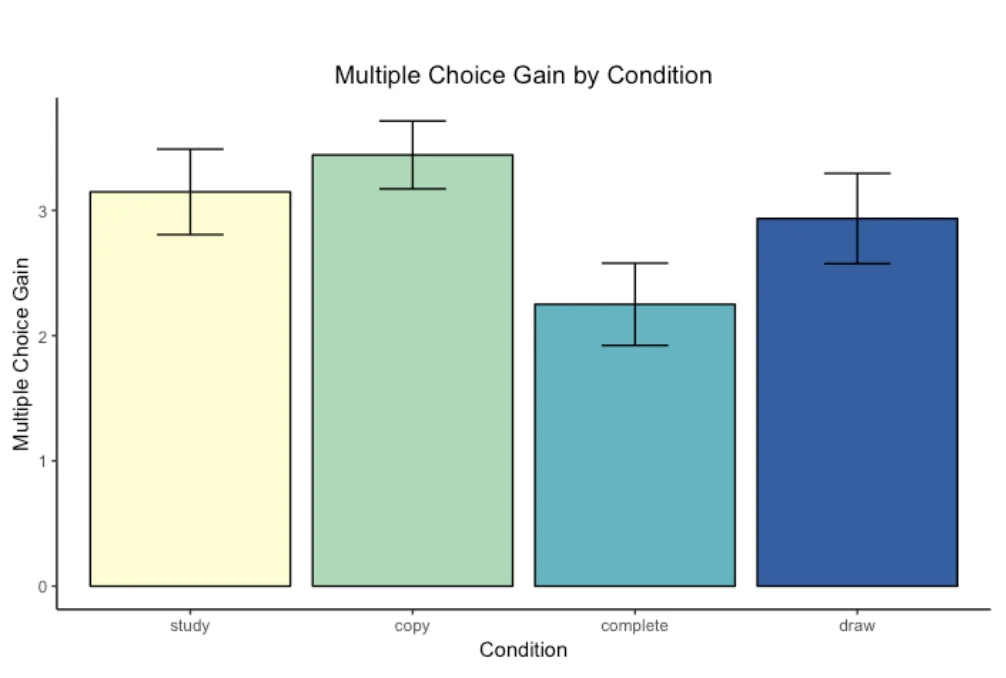 Multiple Choice Gain by Condition
Multiple Choice Gain
3
2
1
0
study
copy
complete
draw
Condition